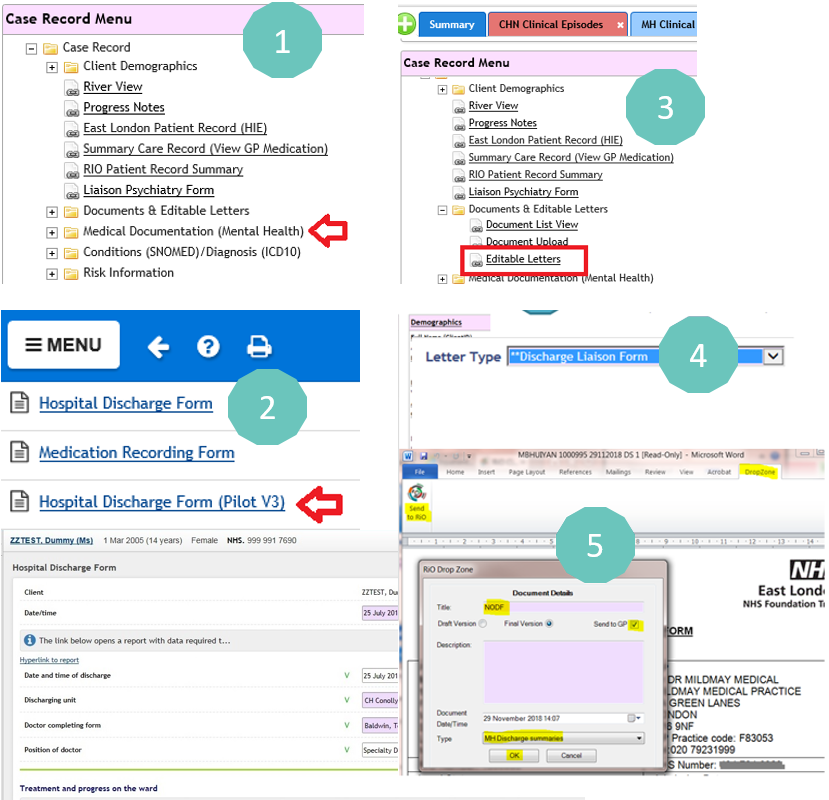 Case Record Menu
1
Case Record
Client Demographics
River View
Progress Notes
East London Patient Record (HIE)
Summary Care Record (View GP Medication)
RIO Patient Record Summary
Liaison Psychiatry Form
Documents & Editable Letters
Medical Documentation (Mental Health)
Conditions (SNOMED)/Diagnosis (ICD10)
Risk Information
Summary
CHN Clinical Episodes
MH Clinical
Case Record Menu
3
Client Demographics
River View
Progress Notes
East London Patient Record (HIE)
Summary Care Record (View GP Medication)
RIO Patient Record Summary
Liaison Psychiatry Form
Documents & Editable Letters
Document List View
Document Upload
Editable Letters
Medical Documentation (Mental Health)
MENU
2
Hospital Discharge Form
Medication Recording Form
Hospital Discharge Form (Pilot V3)
ZZTEST, Dummy (Ms) 1 Mar 2005 (14 years) Female NHS. 999 991 7690
Hospital Discharge Form
Client ZZTEST, Du
Date/time 25 July 201
The link below opens a report with data required t...
Hyperlink to report
Date and time of discharge V 25 July 201
Discharging unit V CH Conolly
Doctor completing form V Baldwin, T
Position of doctor V Specialty D
Treatment and progress on the ward
Demographics
Letter Type **Discharge Liaison Form
4
MBHUIYAN 1000995 29112018 DS 1 [Read-Only] - Microsoft Word
File Home Insert Page Layout References Mailings Review View Acrobat DropZone
Send
to RiO
5
RiO Drop Zone
Document Details
Title: NODF
Draft Version Final Version Send to GP
Description:
Document
Date/Time 29 November 2018 14:07
Type MH Discharge summaries
OK Cancel
NH
East Lond
NHS Foundation T
ORM
DR MILDMAY MEDICAL
LDMAY MEDICAL PRACTICE
GREEN LANES
NDON
6 9NF
Practice code: F83053
:020 79231999
S Number: